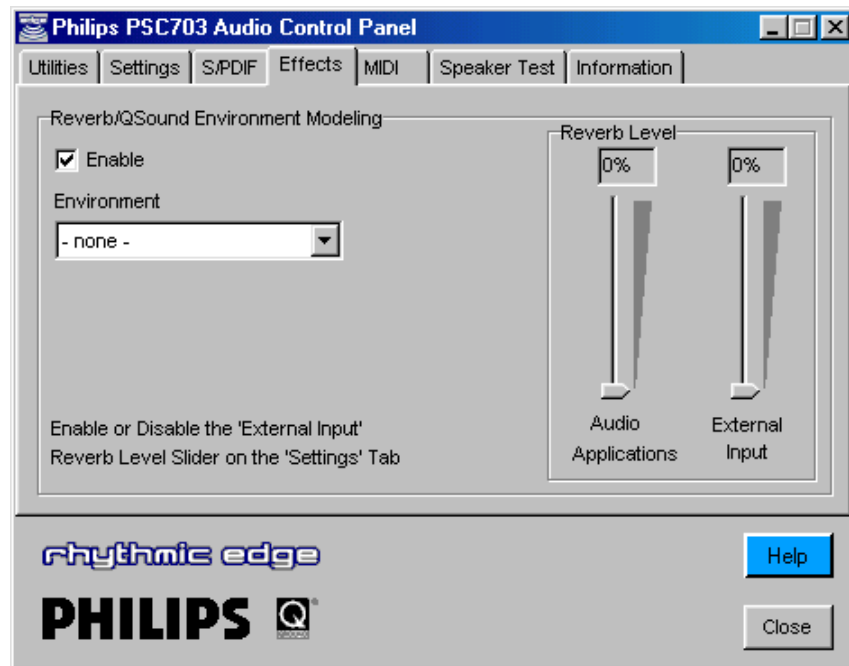 Philips PSC703 Audio Control Panel
Utilities Settings S/PDIF Effects MIDI Speaker Test Information
Reverb/QSound Environment Modeling
Enable
Environment
- none -
Reverb Level
0% 0%
Audio Applications
External Input
Enable or Disable the 'External Input'
Reverb Level Slider on the 'Settings' Tab
rhythmic edge
Help
PHILIPS Q
Close